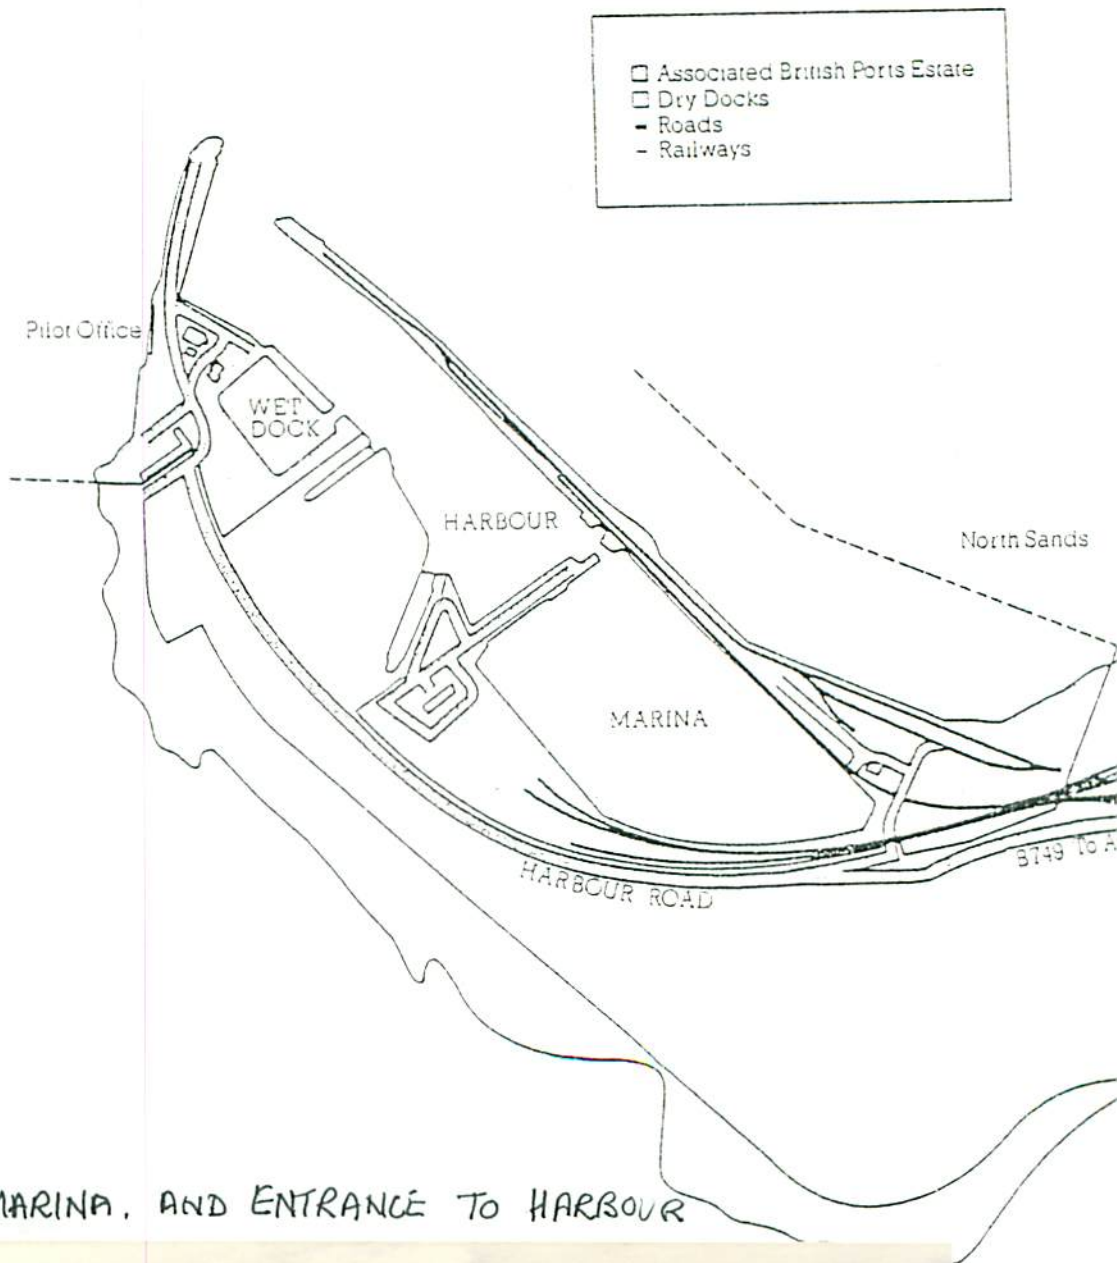 Associated British Ports Estate
Dry Docks
Roads
Railways
Pilot Office
WET
DOCK
HARBOUR
North Sands
MARINA
HARBOUR ROAD
B749 To A
MARINA. AND ENTRANCE TO HARBOUR